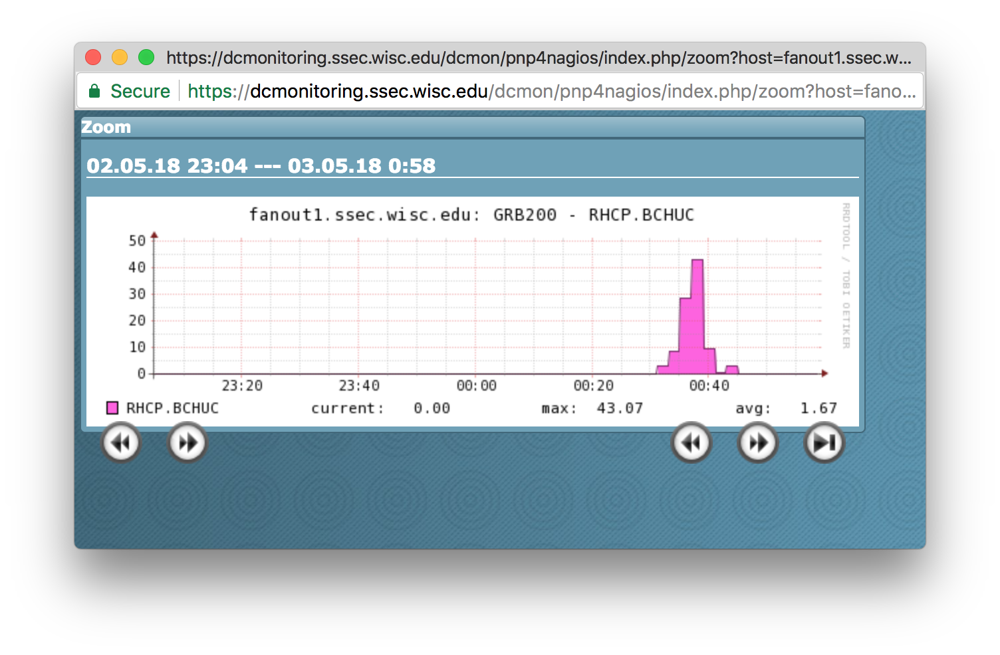 https://dcmonitoring.ssec.wisc.edu/dcmon/pnp4nagios/index.php/zoom?host=fanout1.ssec.w...
Secure https://dcmonitoring.ssec.wisc.edu/dcmon/pnp4nagios/index.php/zoom?host=fano...
Zoom
02.05.18 23:04 --- 03.05.18 0:58
fanout1.ssec.wisc.edu: GRB200 - RHCP.BCHUC
RRDTOOL / TOBI OETIKER
50
40
30
20
10
0
23:20 23:40 00:00 00:20 00:40
RHCP.BCHUC current: 0.00 max: 43.07 avg: 1.67